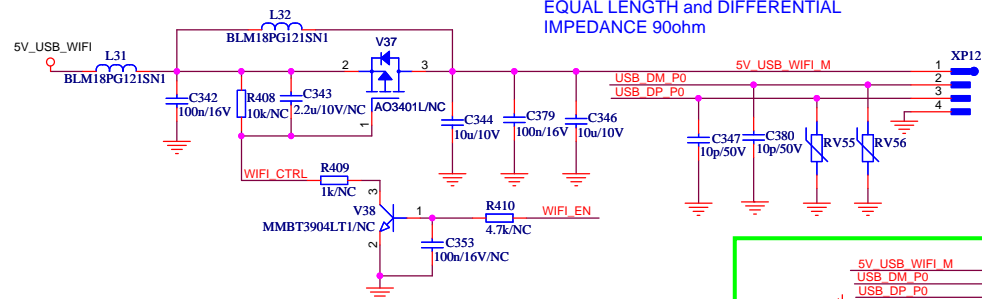 EQUAL LENGTH and DIFFERENTIAL
IMPEDANCE 90ohm
L32
BLM18PG121SN1
5V_USB_WIFI
L31
BLM18PG121SN1
V37
2
3
1
AO3401L/NC
C342
100n/16V
R408
10k/NC
C343
2.2u/10V/NC
C344
10u/10V
C379
100n/16V
C346
10u/10V
5V_USB_WIFI_M
USB_DM_P0
USB_DP_P0
XP12
1
2
3
4
C347
10p/50V
C380
10p/50V
RV55
RV56
WIFI_CTRL
R409
1k/NC
3
V38
MMBT3904LT1/NC
1
2
R410
4.7k/NC
WIFI_EN
C353
100n/16V/NC
5V_USB_WIFI_M
USB_DM_P0
USB_DP_P0